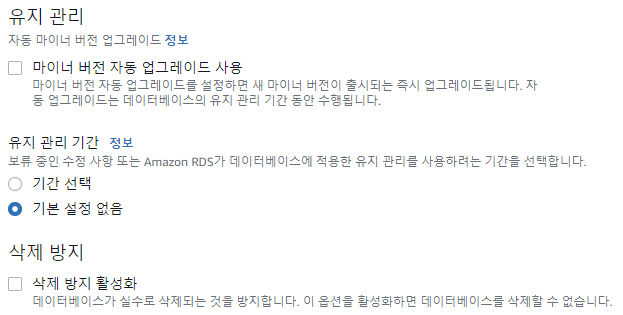 유지 관리
자동 마이너 버전 업그레이드 정보
마이너 버전 자동 업그레이드 사용
마이너 버전 자동 업그레이드를 설정하면 새 마이너 버전이 출시되는 즉시 업그레이드됩니다. 자
동 업그레이드는 데이터베이스의 유지 관리 기간 동안 수행됩니다.
유지 관리 기간 정보
보류 중인 수정 사항 또는 Amazon RDS가 데이터베이스에 적용한 유지 관리를 사용하려는 기간을 선택합니다.
기간 선택
기본 설정 없음
삭제 방지
삭제 방지 활성화
데이터베이스가 실수로 삭제되는 것을 방지합니다. 이 옵션을 활성화하면 데이터베이스를 삭제할 수 없습니다.